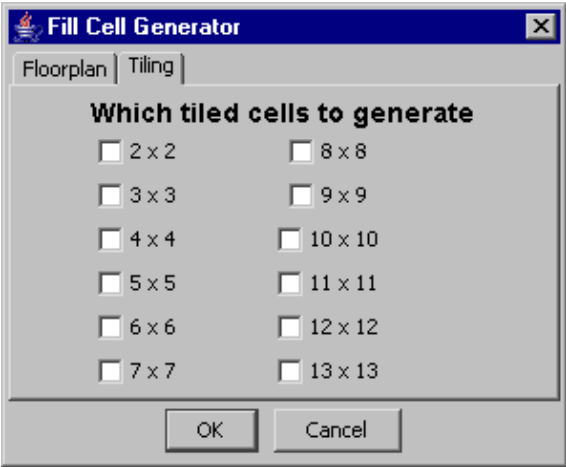 Fill Cell Generator
Floorplan Tiling
Which tiled cells to generate
2 x 2 8 x 8
3 x 3 9 x 9
4 x 4 10 x 10
5 x 5 11 x 11
6 x 6 12 x 12
7 x 7 13 x 13
OK Cancel